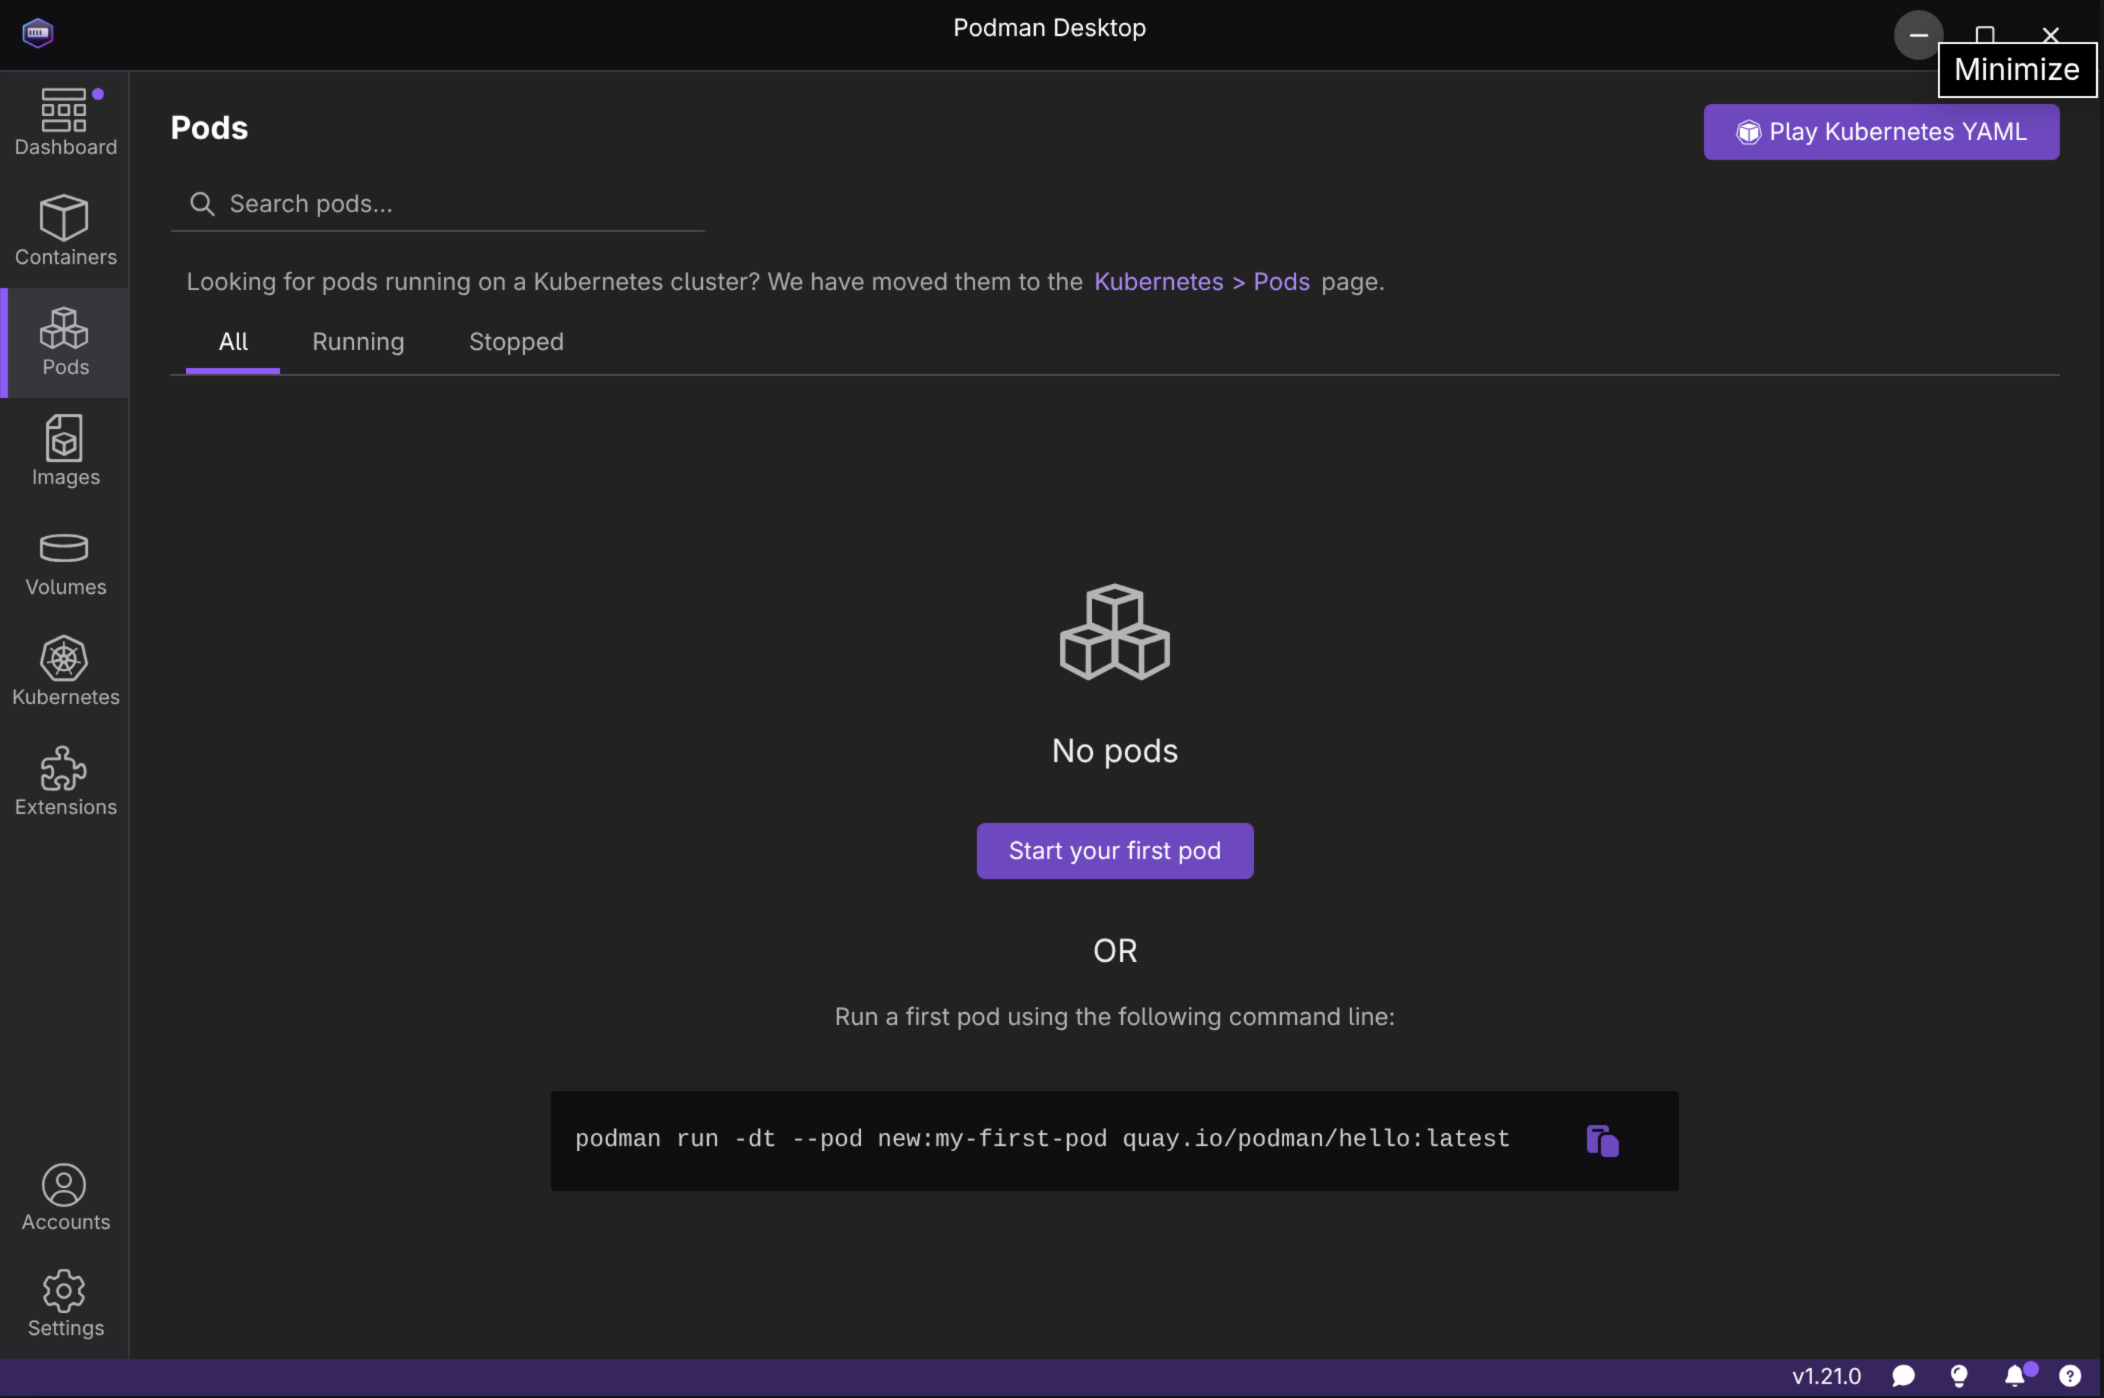 Podman Desktop
Minimize
Dashboard
Containers
Pods
Images
Volumes
Kubernetes
Extensions
Accounts
Settings
Pods
Play Kubernetes YAML
Search pods...
Looking for pods running on a Kubernetes cluster? We have moved them to the Kubernetes > Pods page.
All Running Stopped
No pods
Start your first pod
OR
Run a first pod using the following command line:
podman run -dt --pod new:my-first-pod quay.io/podman/hello:latest
v1.21.0